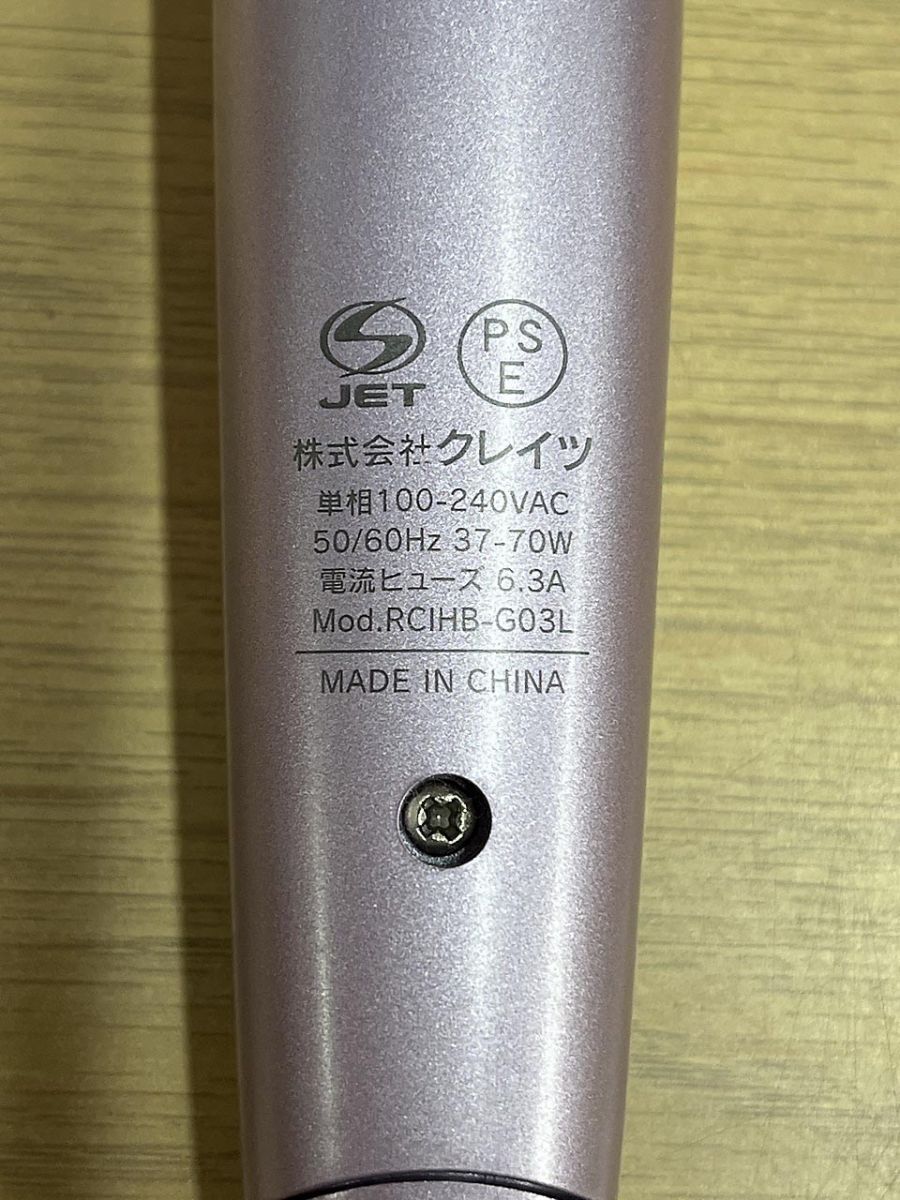 JET
PS
E
株式会社クレイツ
単相100-240VAC
50/60Hz 37-70W
電流ヒューズ 6.3A
Mod.RCIHB-G03L
MADE IN CHINA